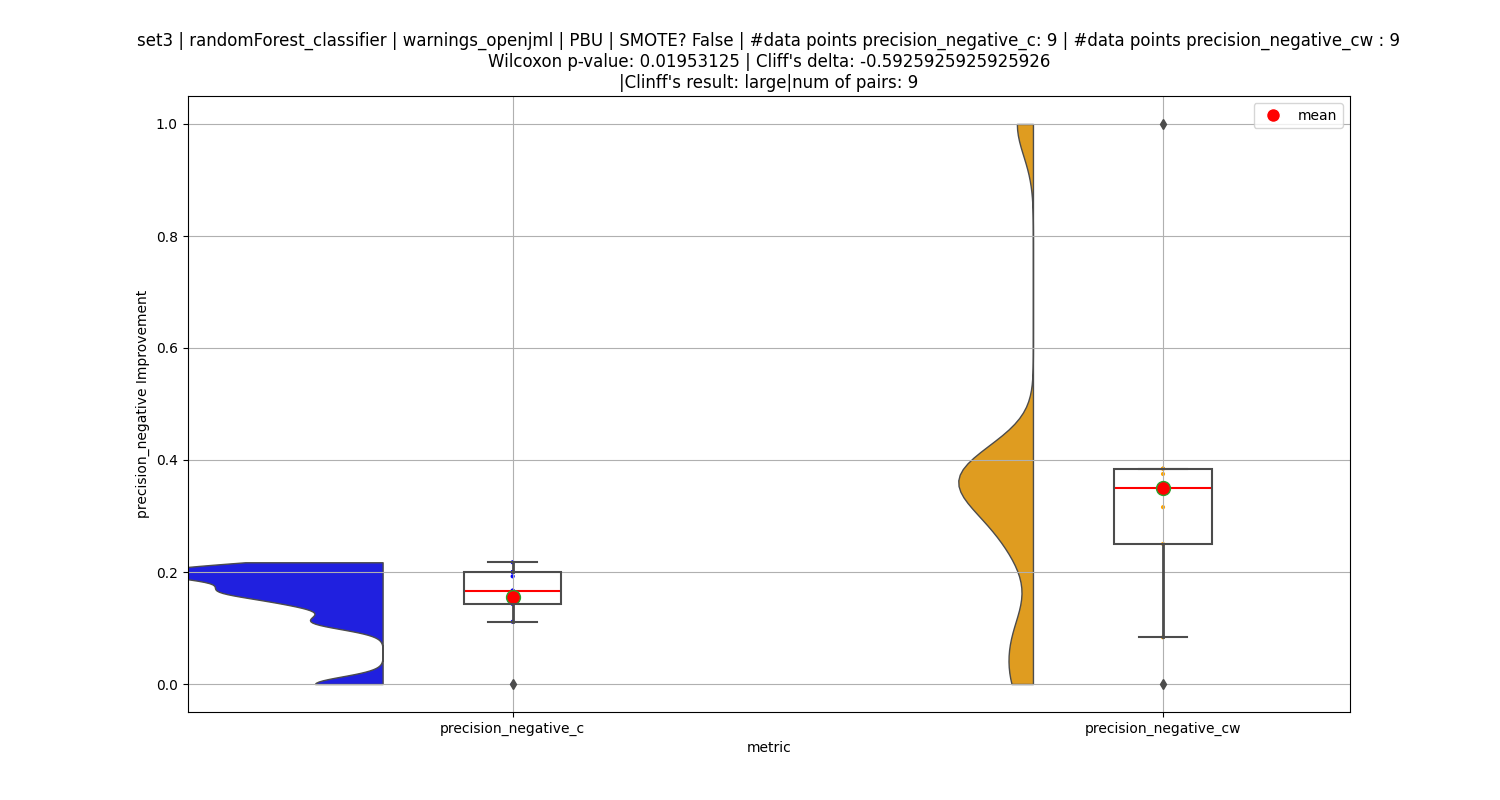 set3 | randomForest_classifier | warnings_openjml | PBU | SMOTE? False | #data points precision_negative_c: 9 | #data points precision_negative_cw : 9
Wilcoxon p-value: 0.01953125 | Cliff's delta: -0.5925925925925926
|Clinff's result: large|num of pairs: 9
mean
1.0
0.8
0.6
0.4
0.2
0.0
precision_negative Improvement
precision_negative_c
precision_negative_cw
metric